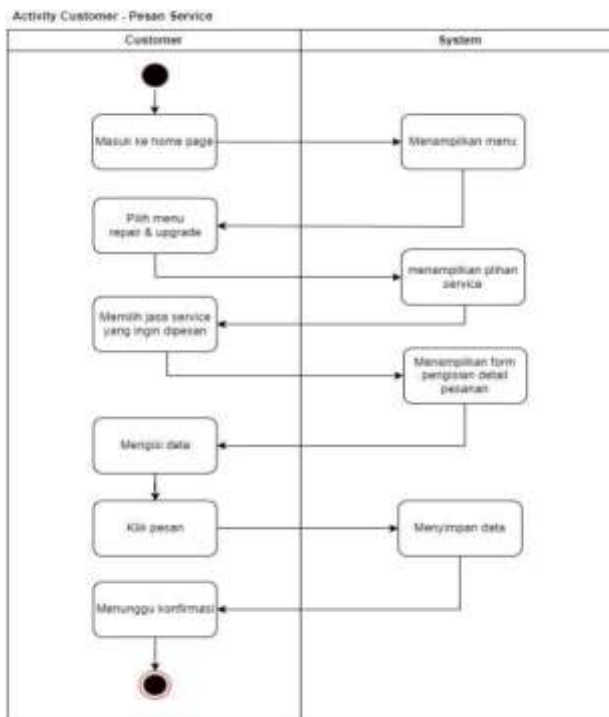 Activity Customer - Pesan Service
Customer
System
Masuk ke home page
Menampilkan menu
Pilih menu
repair & upgrade
menampilkan plihan
service
Memilih jasa service
yang ingin dipesan
Menampilkan form
pengisian detail
pesanan
Mengisi data
Klik pesan
Menyimpan data
Menunggu konfirmasi